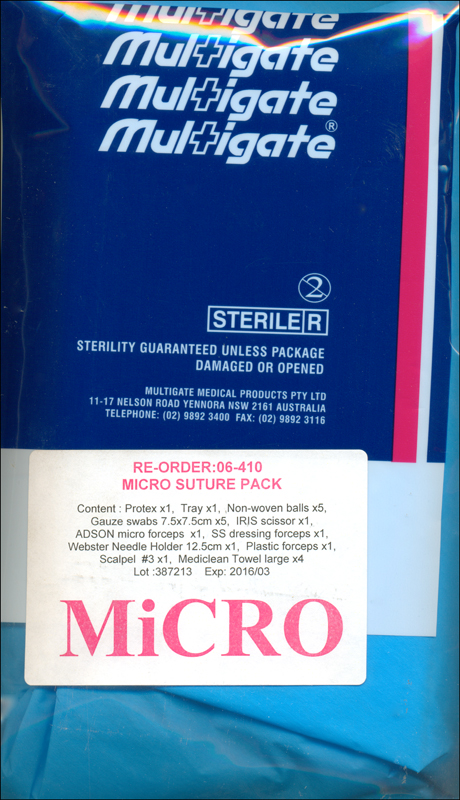 Multigate
Multigate
Multigate
Multigate®
2
STERILE R
STERILITY GUARANTEED UNLESS PACKAGE
DAMAGED OR OPENED
MULTIGATE MEDICAL PRODUCTS PTY LTD
11-17 NELSON ROAD YENNORA NSW 2161 AUSTRALIA
TELEPHONE: (02) 9892 3400 FAX: (02) 9892 3116
RE-ORDER:06-410
MICRO SUTURE PACK
Content : Protex x1, Tray x1, Non-woven balls x5,
Gauze swabs 7.5x7.5cm x5, IRIS scissor x1,
ADSON micro forceps x1, SS dressing forceps x1,
Webster Needle Holder 12.5cm x1, Plastic forceps x1,
Scalpel #3 x1, Mediclean Towel large x4
Lot :387213 Exp: 2016/03
MiCRO